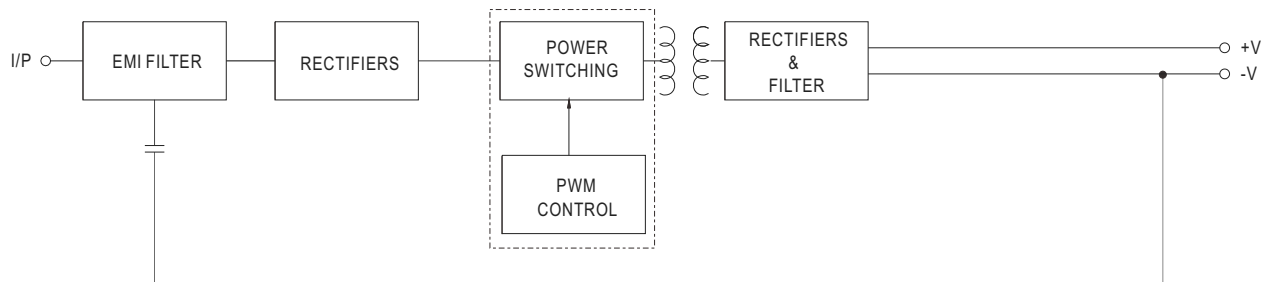 I/P
EMI FILTER
RECTIFIERS
POWER
SWITCHING
PWM
CONTROL
RECTIFIERS
&
FILTER
+V
-V